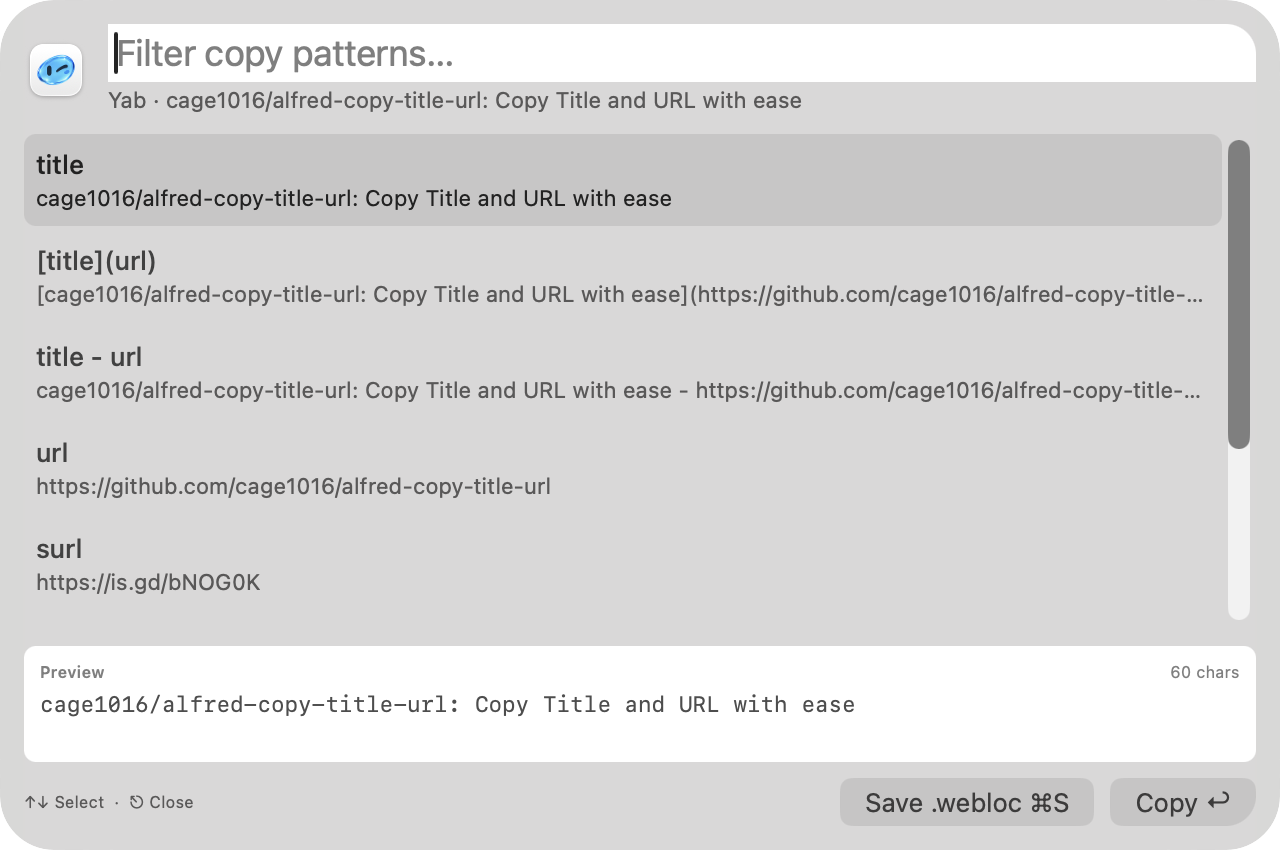 Filter copy patterns...
Yab · cage1016/alfred-copy-title-url: Copy Title and URL with ease
title
cage1016/alfred-copy-title-url: Copy Title and URL with ease
[title](url)
[cage1016/alfred-copy-title-url: Copy Title and URL with ease](https://github.com/cage1016/alfred-copy-title-...
title - url
cage1016/alfred-copy-title-url: Copy Title and URL with ease - https://github.com/cage1016/alfred-copy-title-...
url
https://github.com/cage1016/alfred-copy-title-url
surl
https://is.gd/bNOG0K
Preview 60 chars
cage1016/alfred-copy-title-url: Copy Title and URL with ease
↑↓ Select · ⎋ Close Save .webloc ⌘S Copy ↩